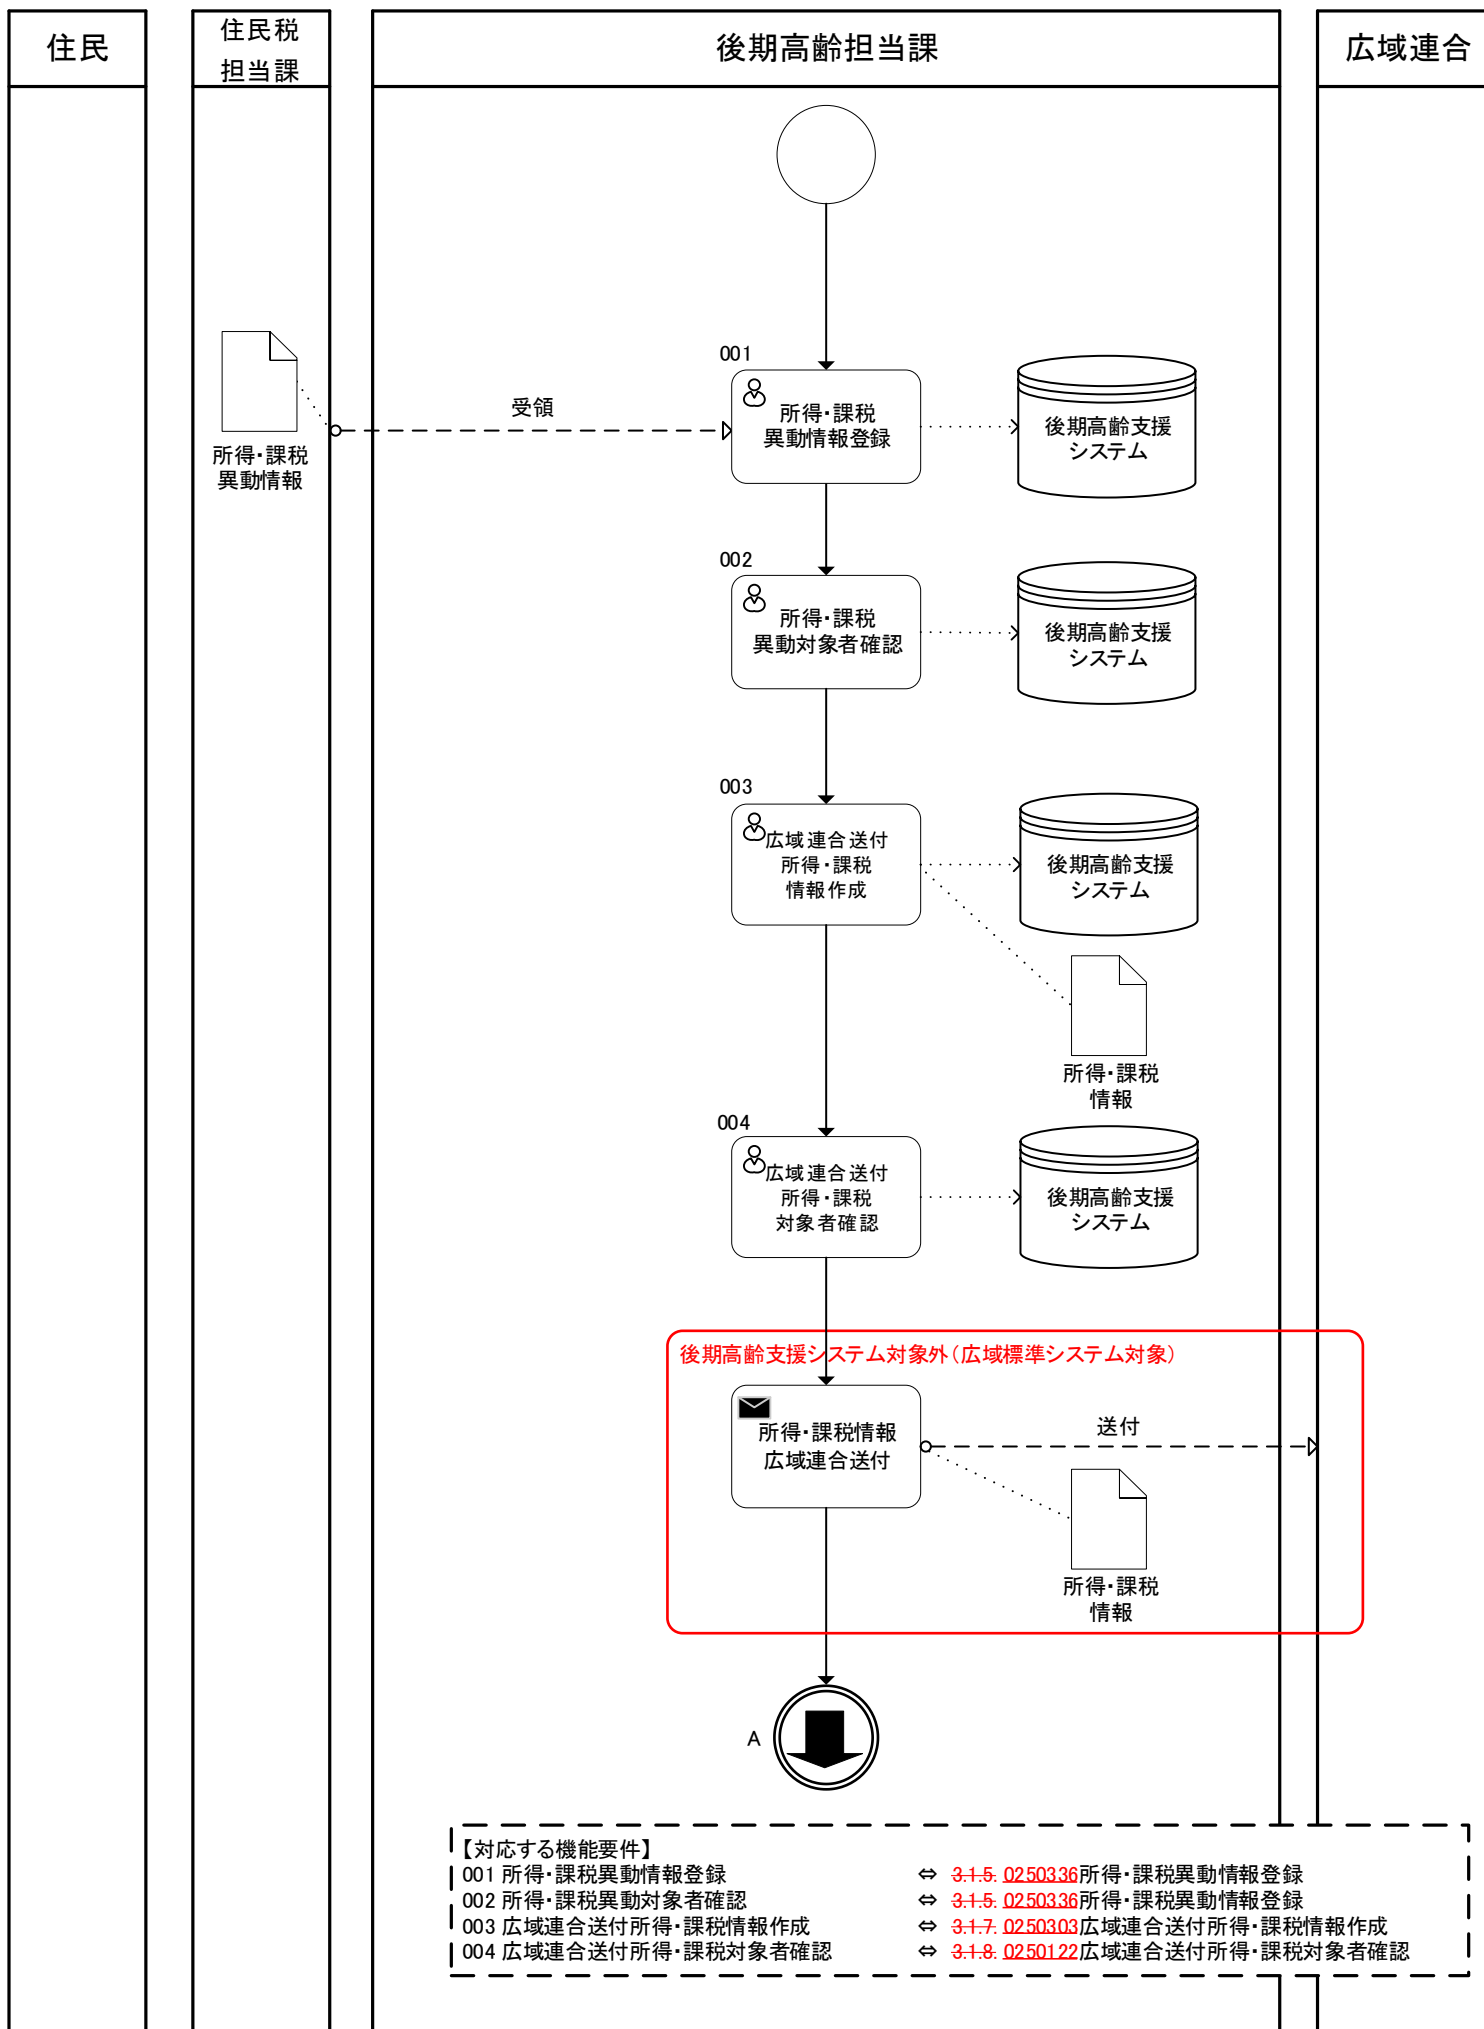 住民
住民税
担当課
後期高齢担当課
広域連合
001
所得・課税
異動情報登録
後期高齢支援
システム
受領
所得・課税
異動情報
002
所得・課税
異動対象者確認
後期高齢支援
システム
003
広域連合送付
所得・課税
情報作成
後期高齢支援
システム
所得・課税
情報
004
広域連合送付
所得・課税
対象者確認
後期高齢支援
システム
後期高齢支援システム対象外（広域標準システム対象）
所得・課税情報
広域連合送付
送付
所得・課税
情報
A
【対応する機能要件】
001 所得・課税異動情報登録 ⇔ 3.1.5. 0250336所得・課税異動情報登録
002 所得・課税異動対象者確認 ⇔ 3.1.5. 0250336所得・課税異動情報登録
003 広域連合送付所得・課税情報作成 ⇔ 3.1.7. 0250303広域連合送付所得・課税情報作成
004 広域連合送付所得・課税対象者確認 ⇔ 3.1.8. 0250122広域連合送付所得・課税対象者確認